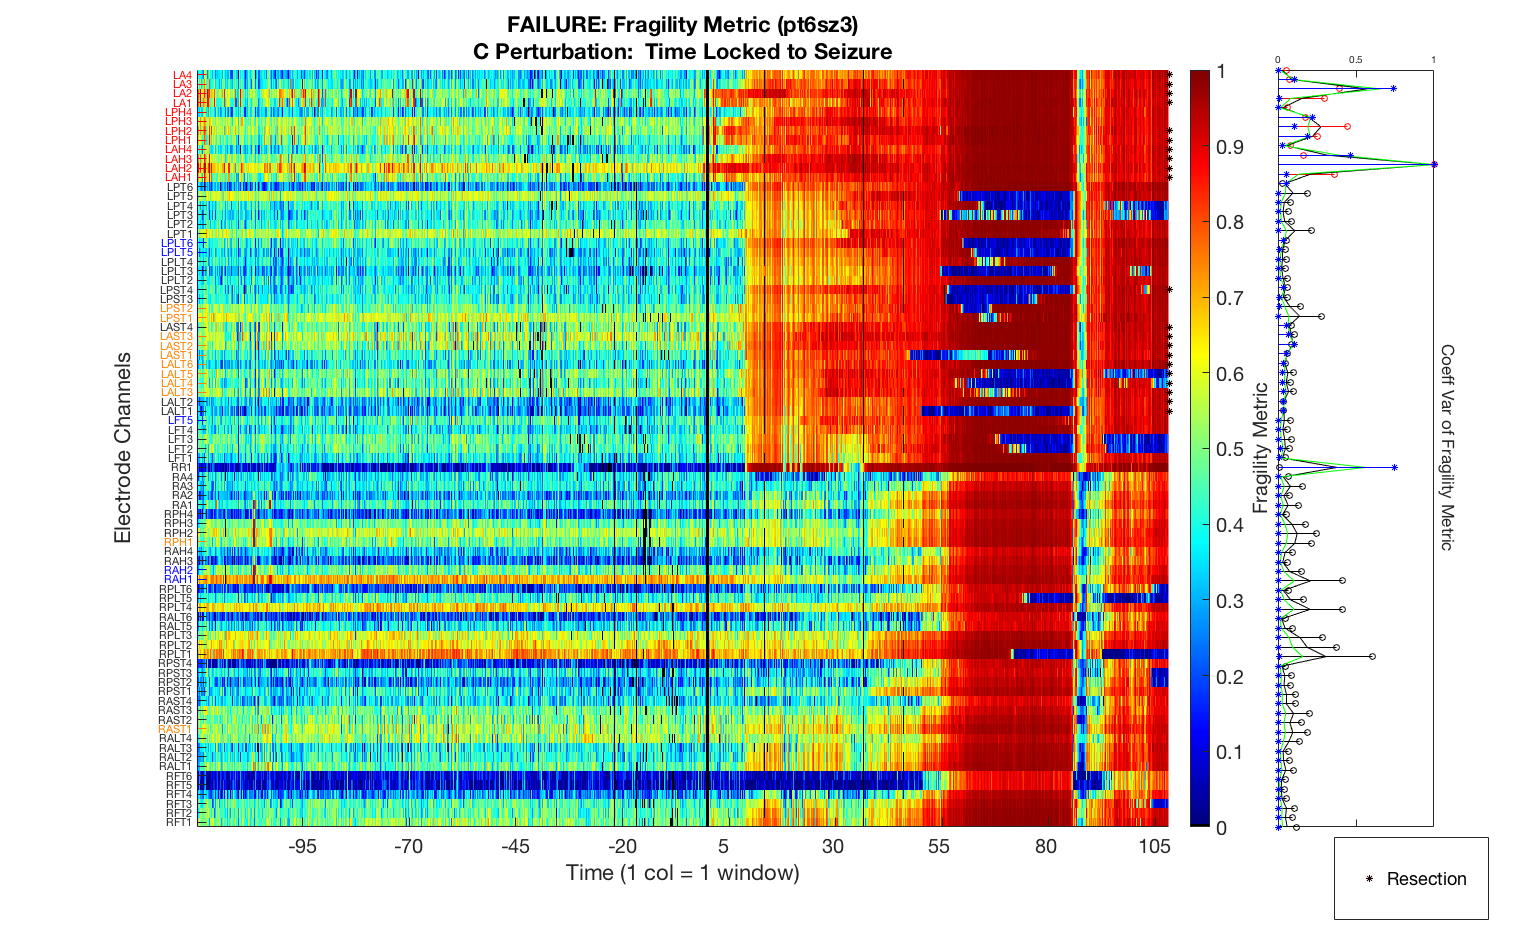 FAILURE: Fragility Metric (pt6sz3)
C Perturbation: Time Locked to Seizure
Electrode Channels
LA4
LA3
LA2
LA1
LPH4
LPH3
LPH2
LPH1
LAH4
LAH3
LAH2
LAH1
LPT6
LPT5
LPT4
LPT3
LPT2
LPT1
LPLT6
LPLT5
LPLT4
LPLT3
LPLT2
LPST4
LPST3
LPST2
LPST1
LAST4
LAST3
LAST2
LAST1
LALT6
LALT5
LALT4
LALT3
LALT2
LALT1
LFT5
LFT4
LFT3
LFT2
LFT1
RR1
RA4
RA3
RA2
RA1
RPH4
RPH3
RPH2
RPH1
RAH4
RAH3
RAH2
RAH1
RPLT6
RPLT5
RPLT4
RALT6
RALT5
RPLT3
RPLT2
RPLT1
RPST4
RPST3
RPST2
RPST1
RAST4
RAST3
RAST2
RAST1
RALT4
RALT3
RALT2
RALT1
RFT6
RFT5
RFT4
RFT3
RFT2
RFT1
-95 -70 -45 -20 5 30 55 80 105
Time (1 col = 1 window)
1
0.9
0.8
0.7
0.6
0.5
0.4
0.3
0.2
0.1
0
Fragility Metric
0 0.5 1
Coeff Var of Fragility Metric
* Resection